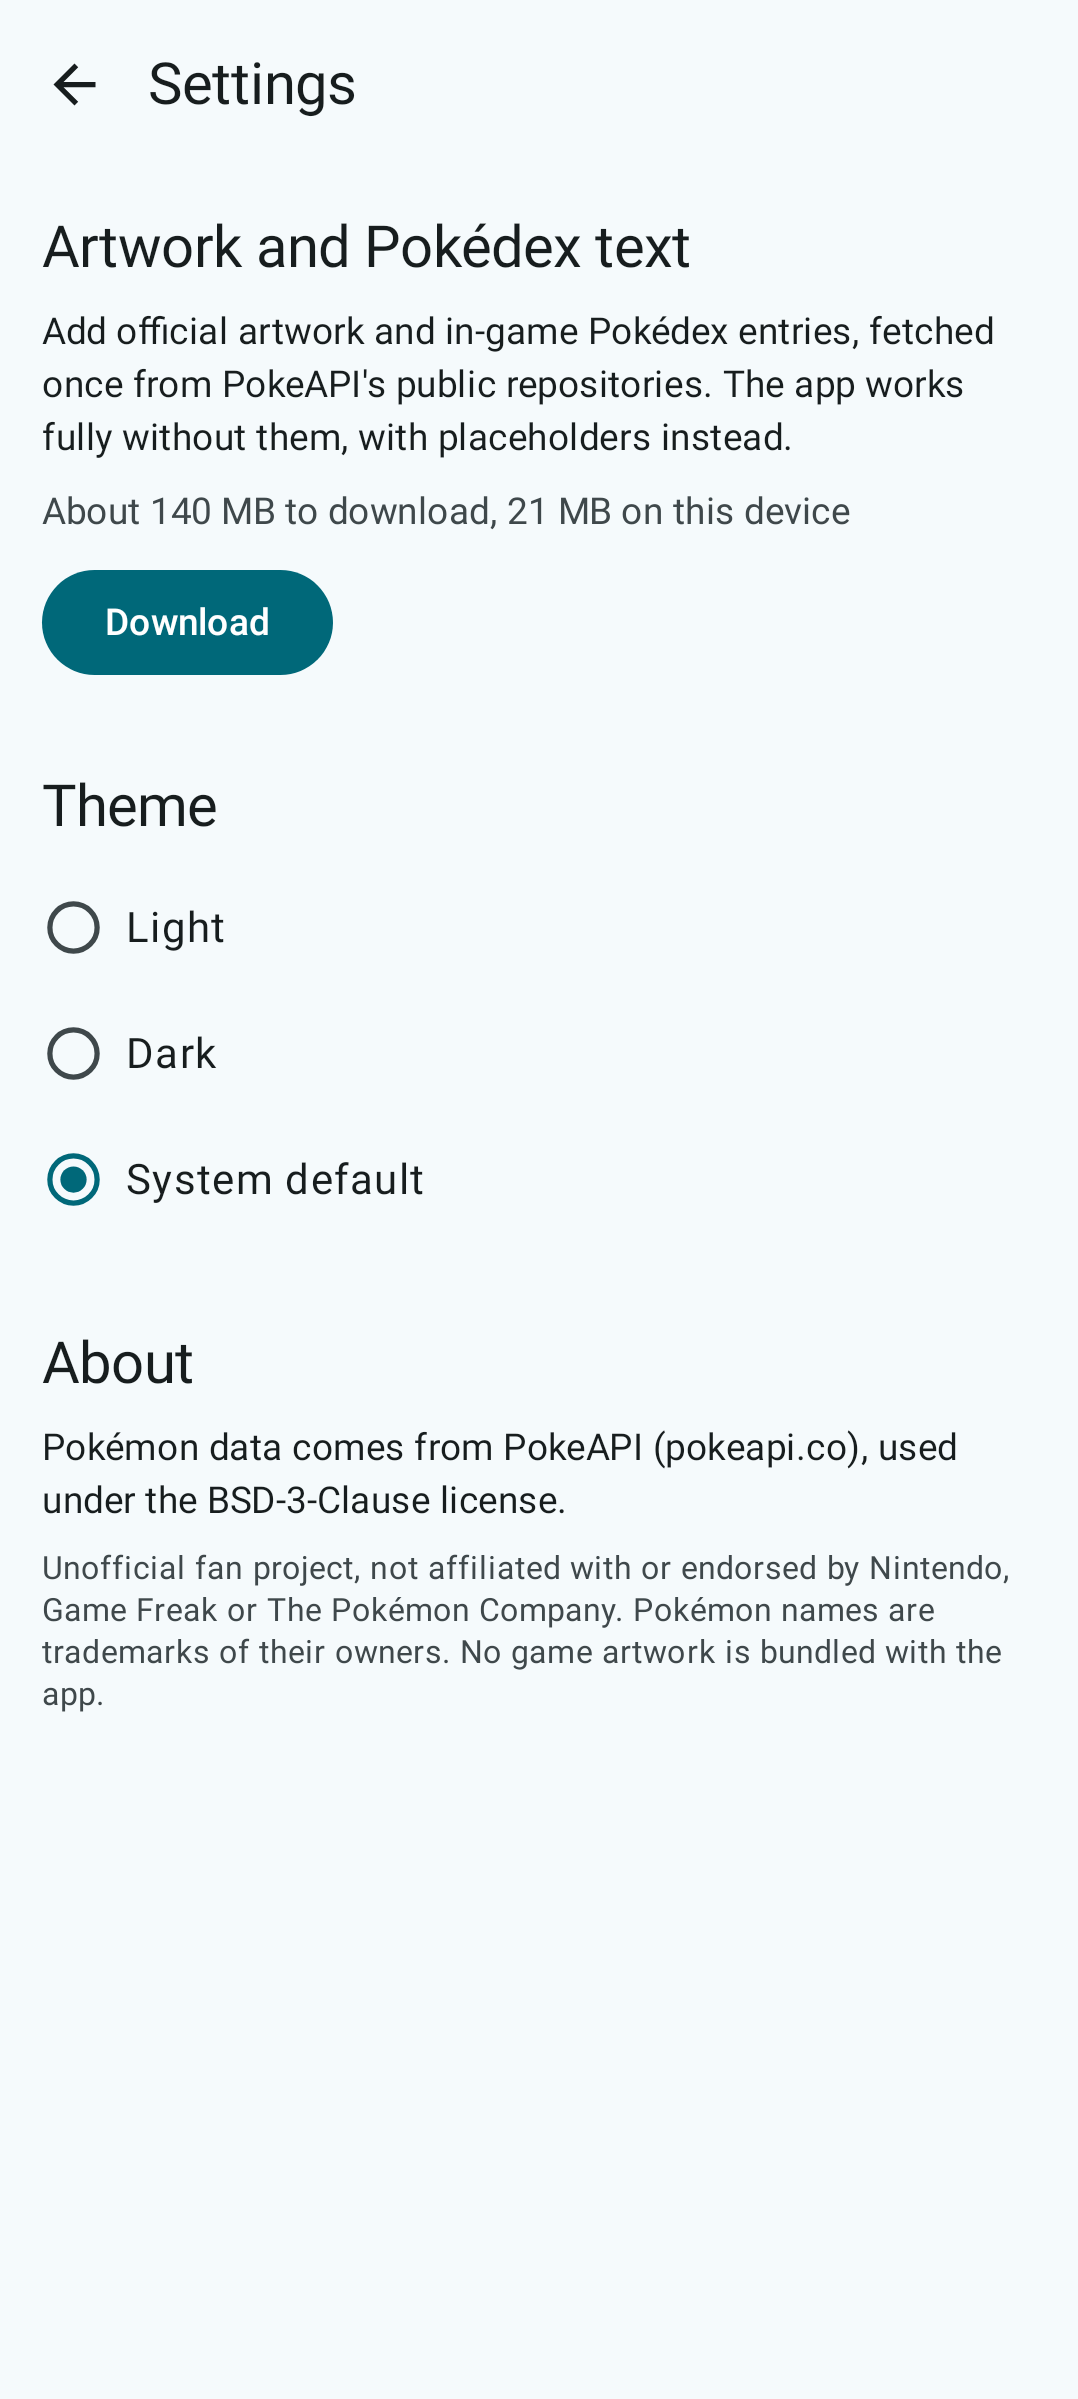 Settings
Artwork and Pokédex text
Add official artwork and in-game Pokédex entries, fetched
once from PokeAPI's public repositories. The app works
fully without them, with placeholders instead.
About 140 MB to download, 21 MB on this device
Download
Theme
Light
Dark
System default
About
Pokémon data comes from PokeAPI (pokeapi.co), used
under the BSD-3-Clause license.
Unofficial fan project, not affiliated with or endorsed by Nintendo,
Game Freak or The Pokémon Company. Pokémon names are
trademarks of their owners. No game artwork is bundled with the
app.